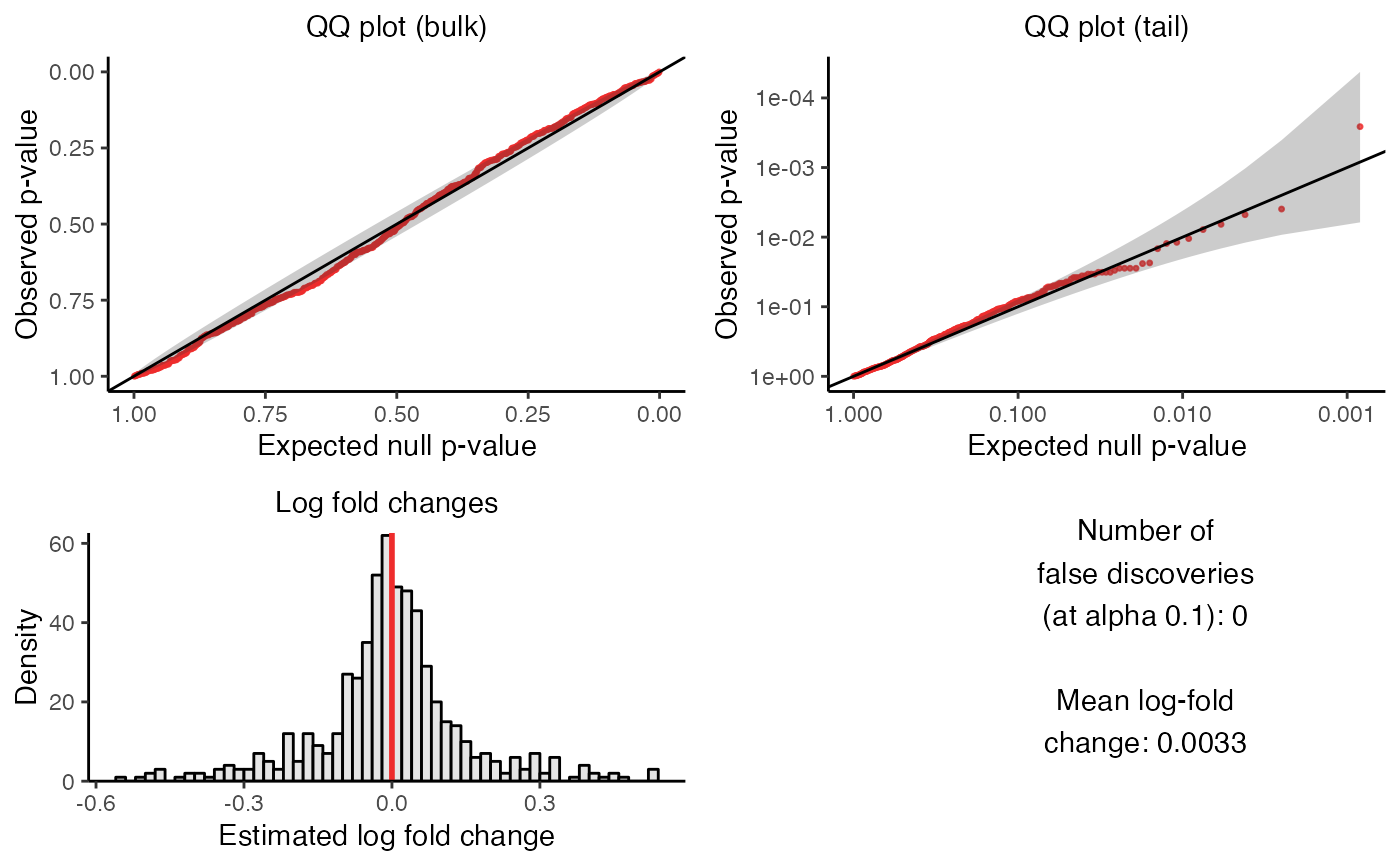 QQ plot (bulk)
Observed p-value
0.00
0.25
0.50
0.75
1.00
1.00 0.75 0.50 0.25 0.00
Expected null p-value
QQ plot (tail)
Observed p-value
1e-04
1e-03
1e-02
1e-01
1e+00
1.000 0.100 0.010 0.001
Expected null p-value
Log fold changes
Density
60
40
20
0
-0.6 -0.3 0.0 0.3
Estimated log fold change
Number of
false discoveries
(at alpha 0.1): 0
Mean log-fold
change: 0.0033